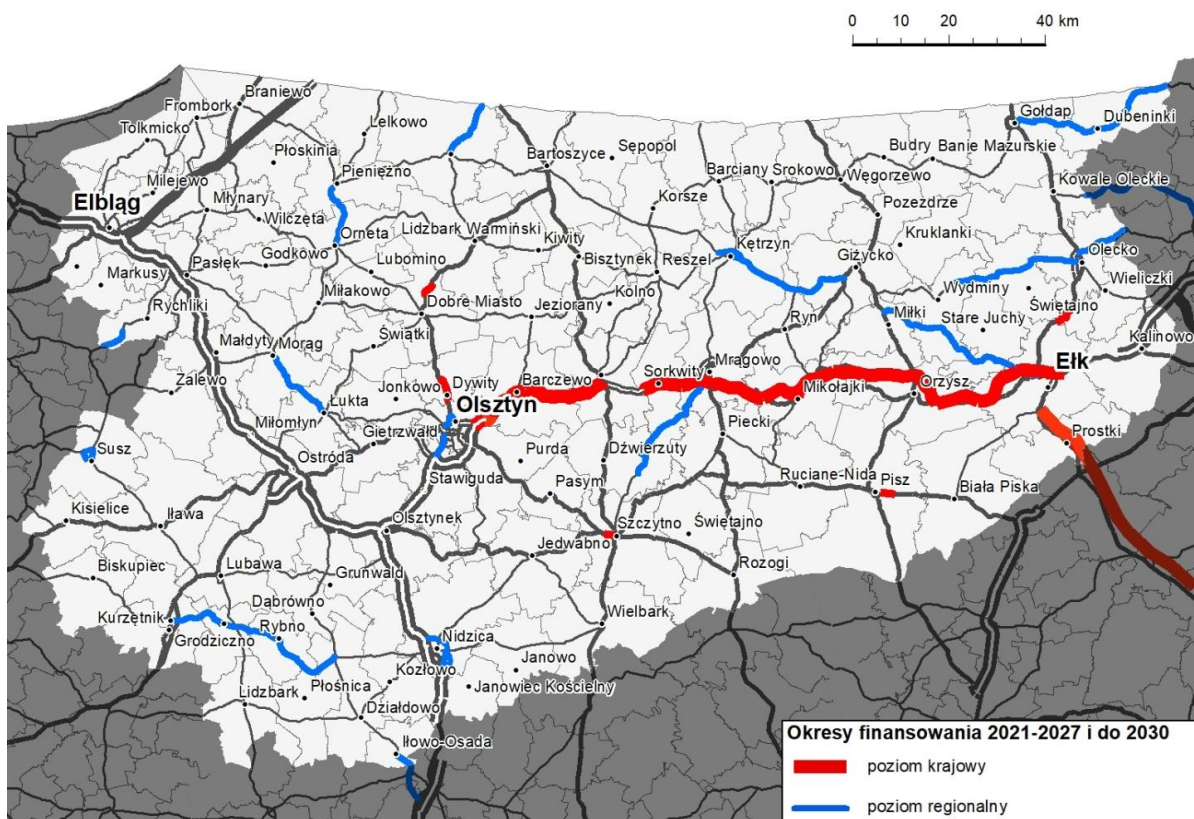 0 10 20 40 km
Braniewo
Frombork
Tolkmicko
Lelkowo
Gołdap
Dubeninki
Płoskinia
Bartoszyce
Sępopol
Budry
Banie Mazurskie
Pieniężno
Barciany
Srokowo
Węgorzewo
Milejewo
Kowale Oleckie
Elbląg
Młynary
Korsze
Pozezdrze
Wilczęta
Orneta
Lidzbark Warmiński
Kiwity
Kętrzyn
Kruklanki
Godkowo
Bisztynek
Reszel
Giżycko
Olecko
Markusy
Pasłęk
Lubomino
Wieliczki
Rychliki
Miłakowo
Dobre Miasto
Jeziorany
Kolno
Wydminy
Świętajno
Ryn
Miłki
Stare Juchy
Świątki
Kalinowo
Małdyty
Morąg
Mrągowo
Ełk
Zalewo
Jonkowo
Dywity
Barczewo
Sorkwity
Mikołajki
Orzysz
Łukta
Olsztyn
Miłomłyn
Gietrzwałd
Piecki
Susz
Ostróda
Purda
Dźwierzuty
Prostki
Stawiguda
Pasym
Ruciane-Nida
Pisz
Biała Piska
Kisielice
Iława
Olsztynek
Szczytno
Świętajno
Jedwabno
Biskupiec
Lubawa
Grunwald
Rozogi
Dąbrówno
Kurzętnik
Wielbark
Grodziczno
Rybno
Nidzica
Kozłowo
Janowo
Lidzbark
Płośnica
Janowiec Kościelny
Działdowo
Iłowo-Osada
Okresy finansowania 2021-2027 i do 2030
poziom krajowy
poziom regionalny